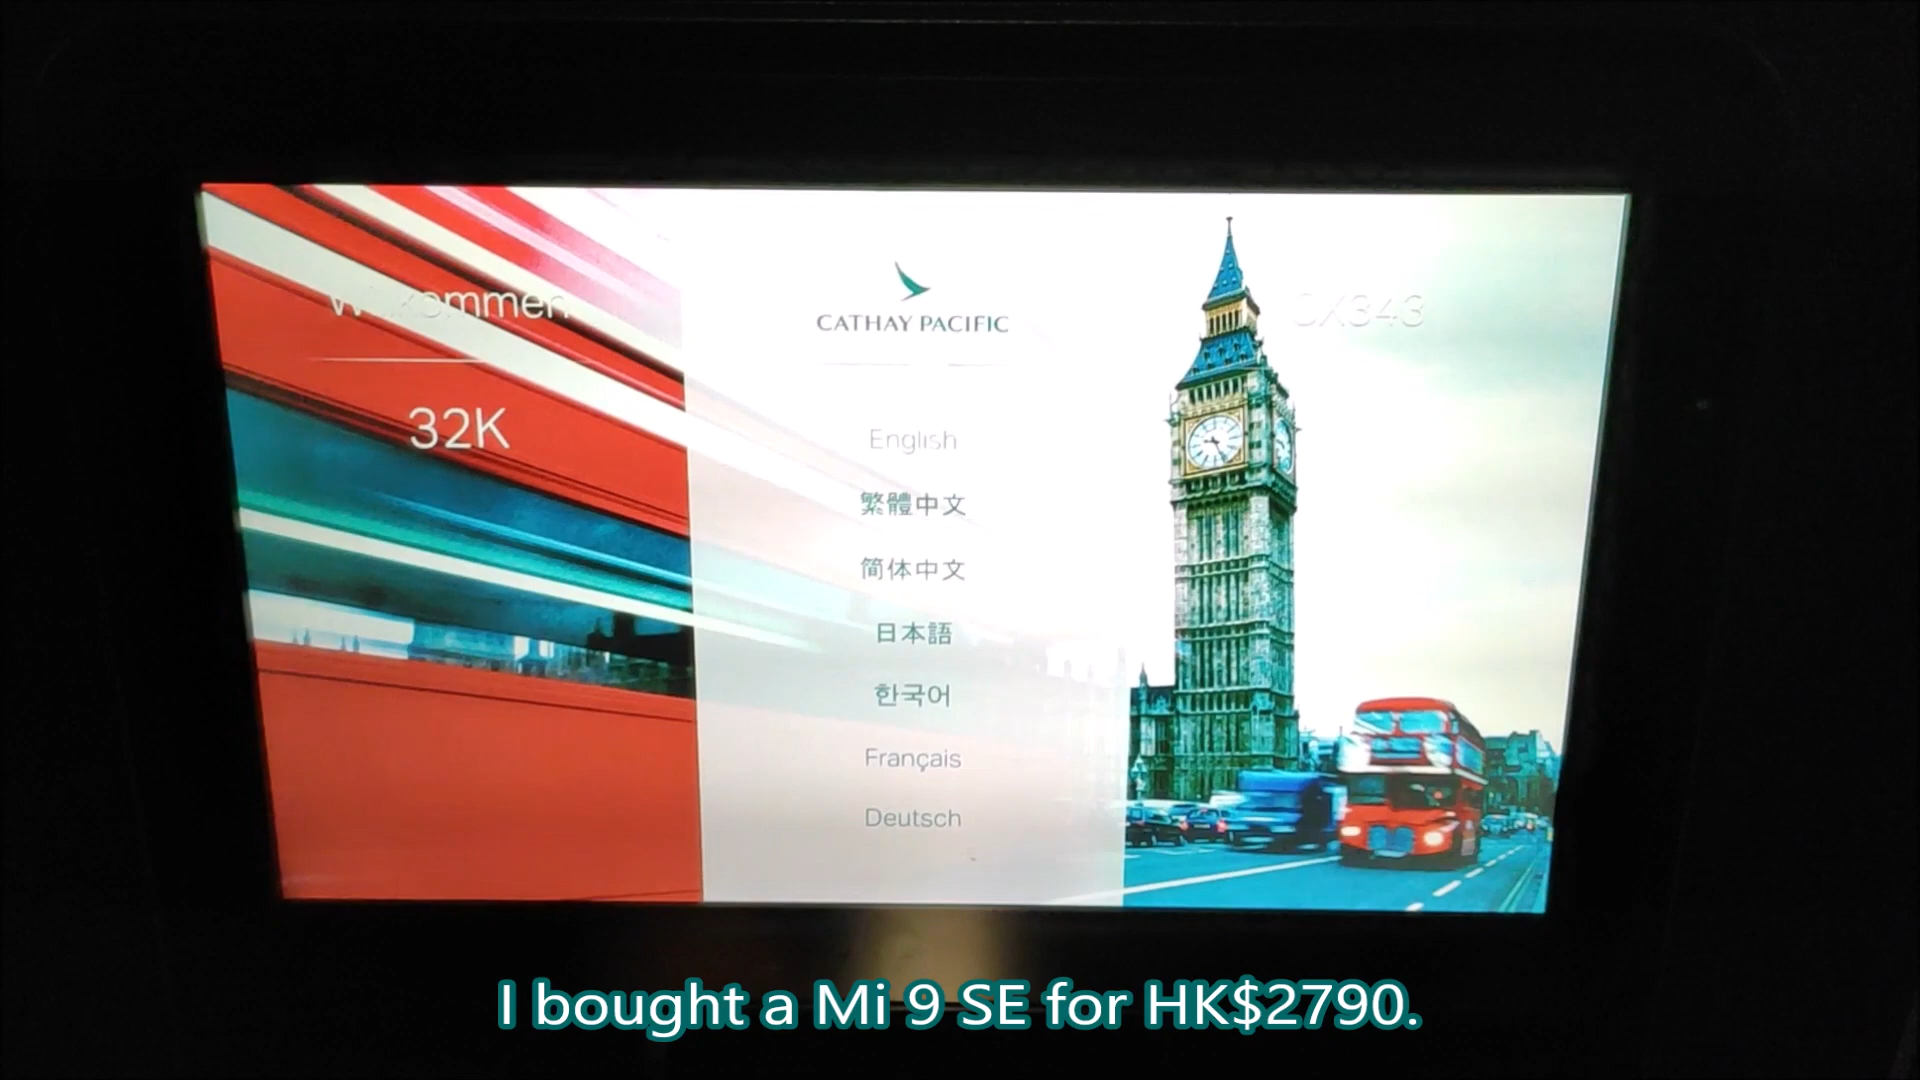 Willkommen
32K
CATHAY PACIFIC
English
繁體中文
简体中文
日本語
한국어
Français
Deutsch
CX343
I bought a Mi 9 SE for HK$2790.